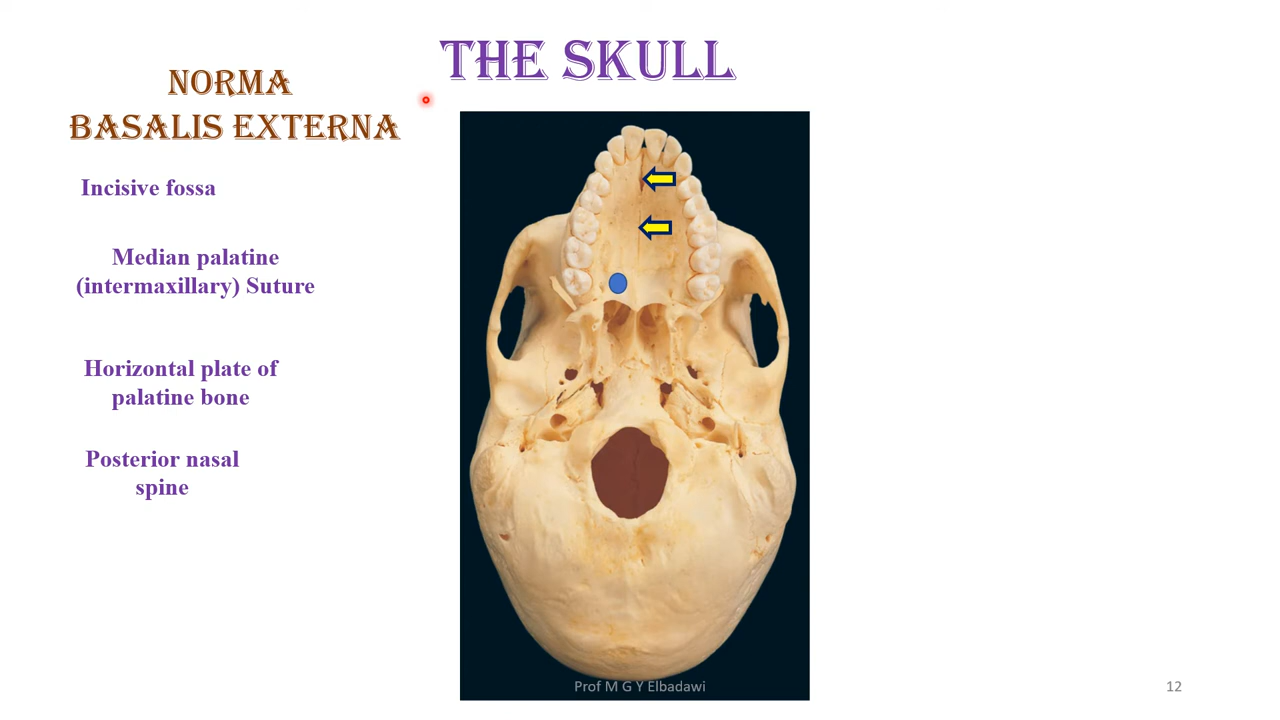 THE SKULL
NORMA
BASALIS EXTERNA
Incisive fossa
Median palatine
(intermaxillary) Suture
Horizontal plate of
palatine bone
Posterior nasal
spine
Prof M G Y Elbadawi
12